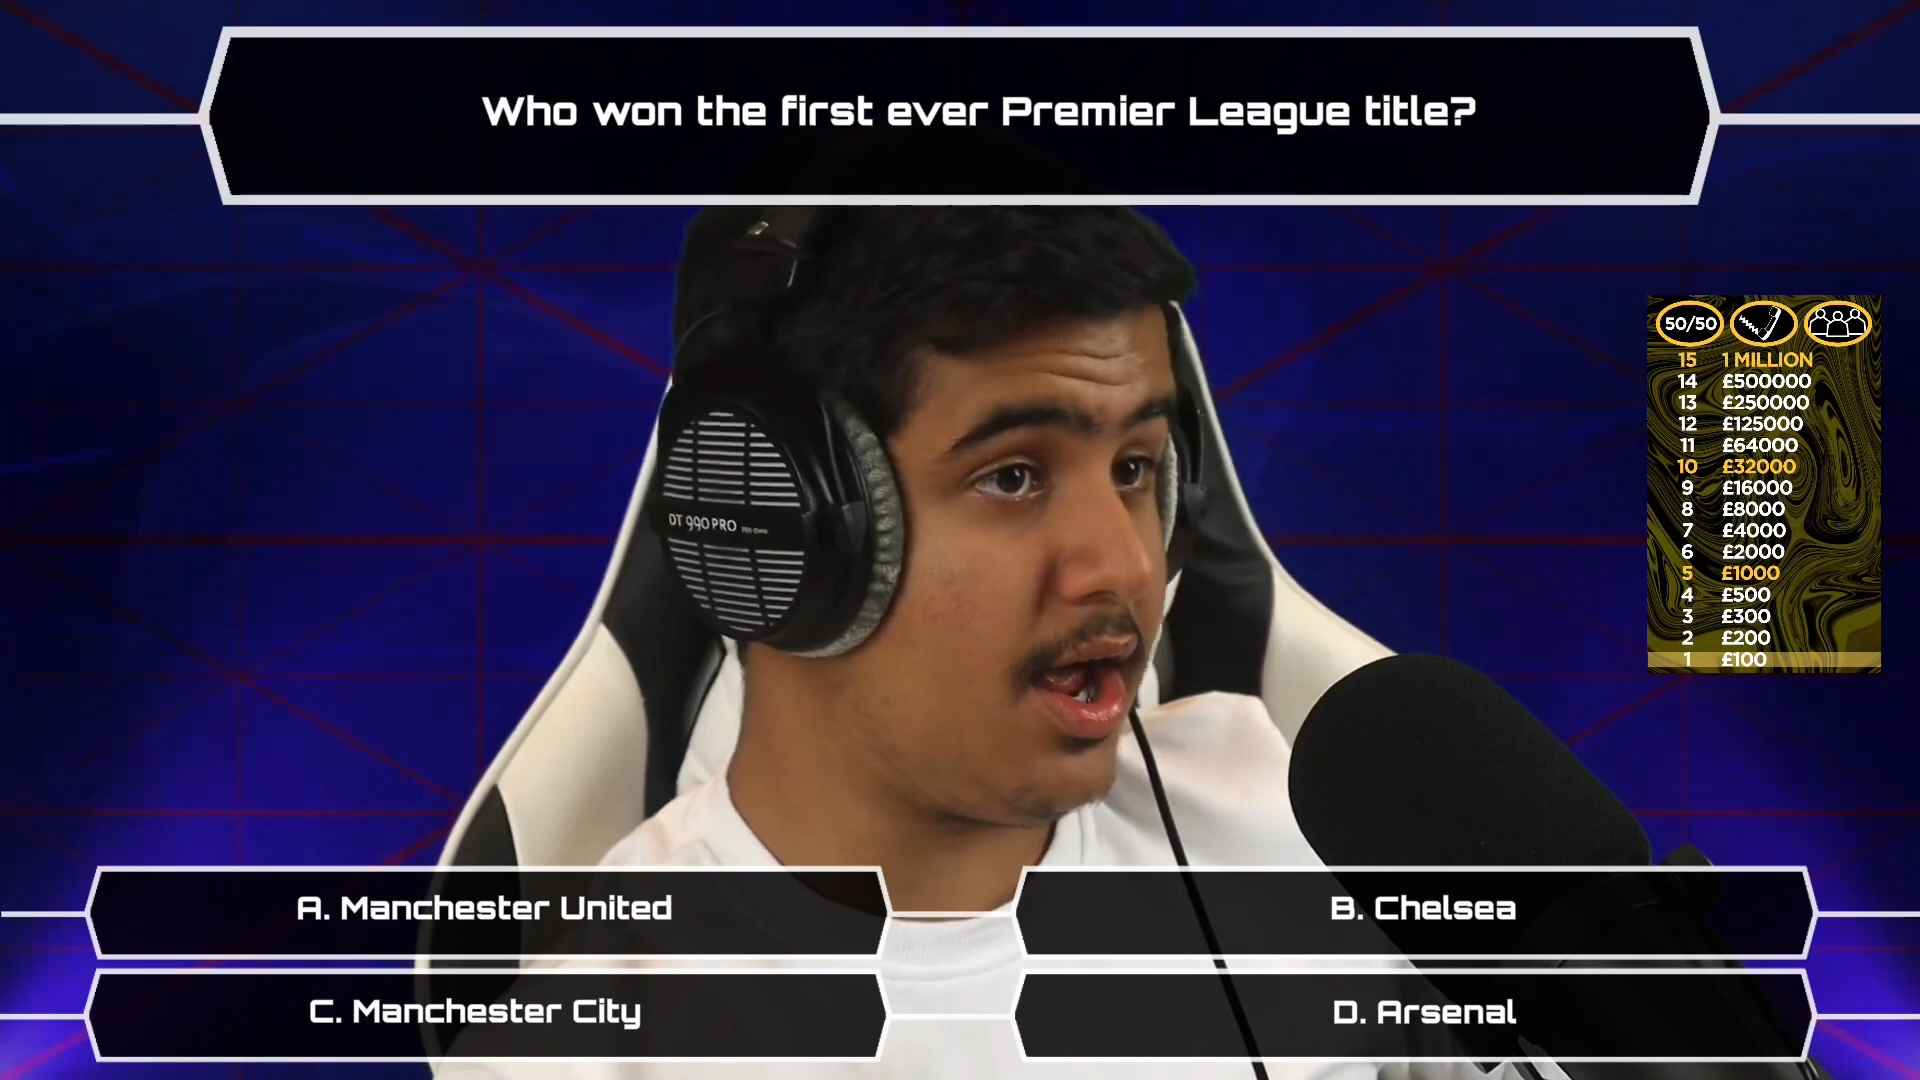 Who won the first ever Premier League title?
50/50
15 1 MILLION
14 £500000
13 £250000
12 £125000
11 £64000
10 £32000
9 £16000
8 £8000
7 £4000
6 £2000
5 £1000
4 £500
3 £300
2 £200
1 £100
DT 990 PRO
A. Manchester United
B. Chelsea
C. Manchester City
D. Arsenal